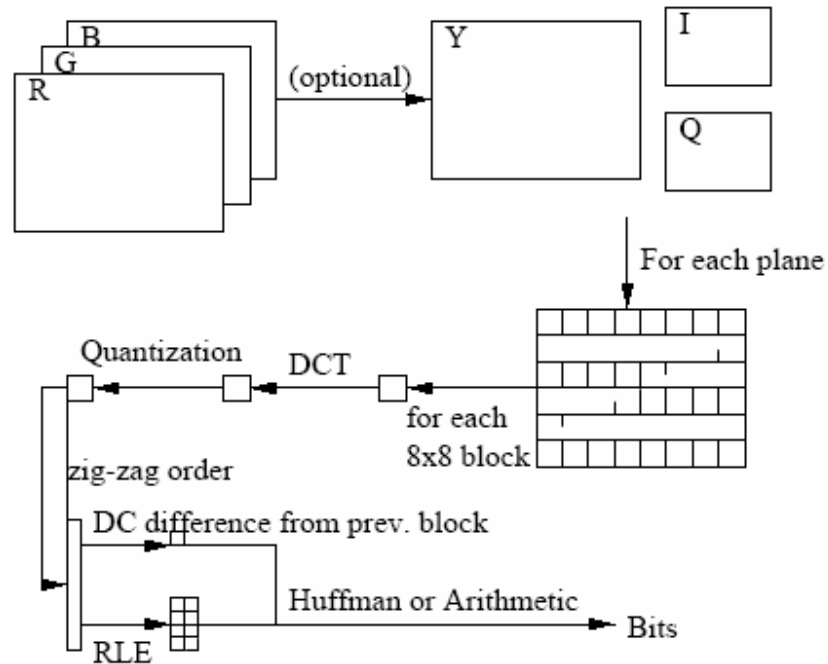 B
G
R
(optional)
Y
I
Q
For each plane
Quantization
DCT
for each
8x8 block
zig-zag order
DC difference from prev. block
Huffman or Arithmetic
Bits
RLE